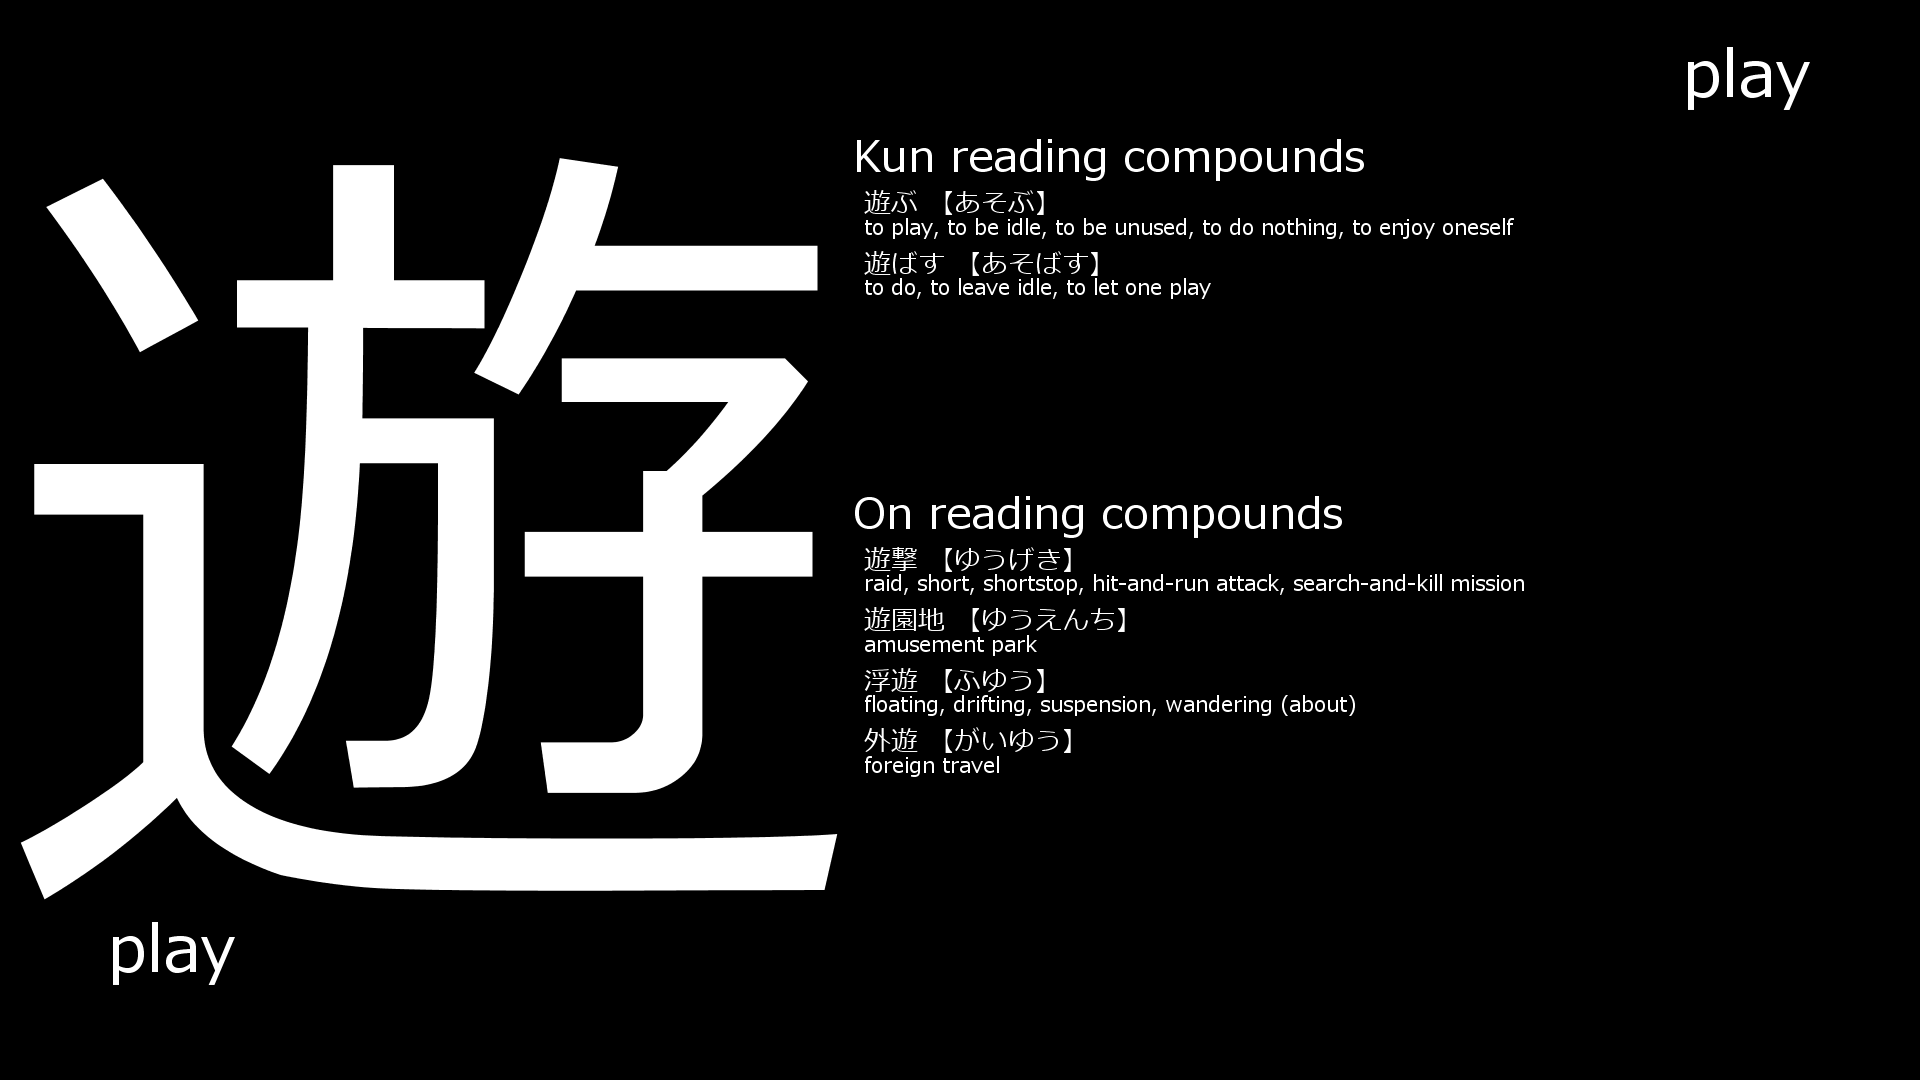 play
遊
Kun reading compounds
遊ぶ 【あそぶ】
to play, to be idle, to be unused, to do nothing, to enjoy oneself
遊ばす 【あそばす】
to do, to leave idle, to let one play
On reading compounds
遊撃 【ゆうげき】
raid, short, shortstop, hit-and-run attack, search-and-kill mission
遊園地 【ゆうえんち】
amusement park
浮遊 【ふゆう】
floating, drifting, suspension, wandering (about)
外遊 【がいゆう】
foreign travel
play